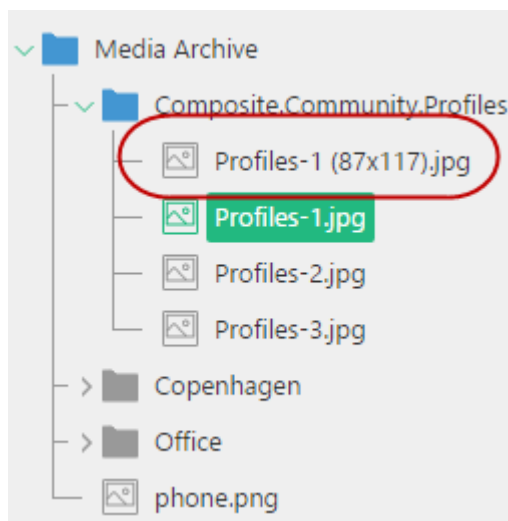 Media Archive
Composite.Community.Profiles
Profiles-1 (87x117).jpg
Profiles-1.jpg
Profiles-2.jpg
Profiles-3.jpg
Copenhagen
Office
phone.png